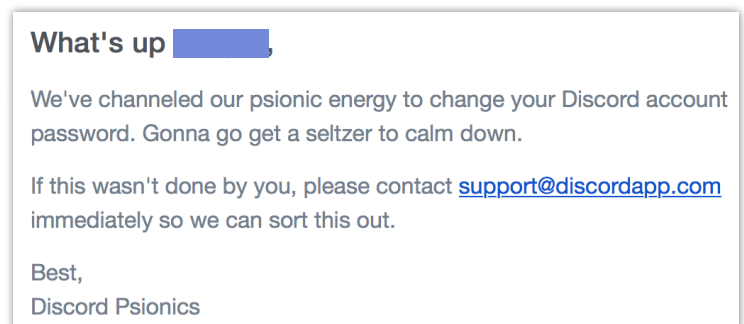 What's up ,
We've channeled our psionic energy to change your Discord account
password. Gonna go get a seltzer to calm down.
If this wasn't done by you, please contact support@discordapp.com
immediately so we can sort this out.
Best,
Discord Psionics